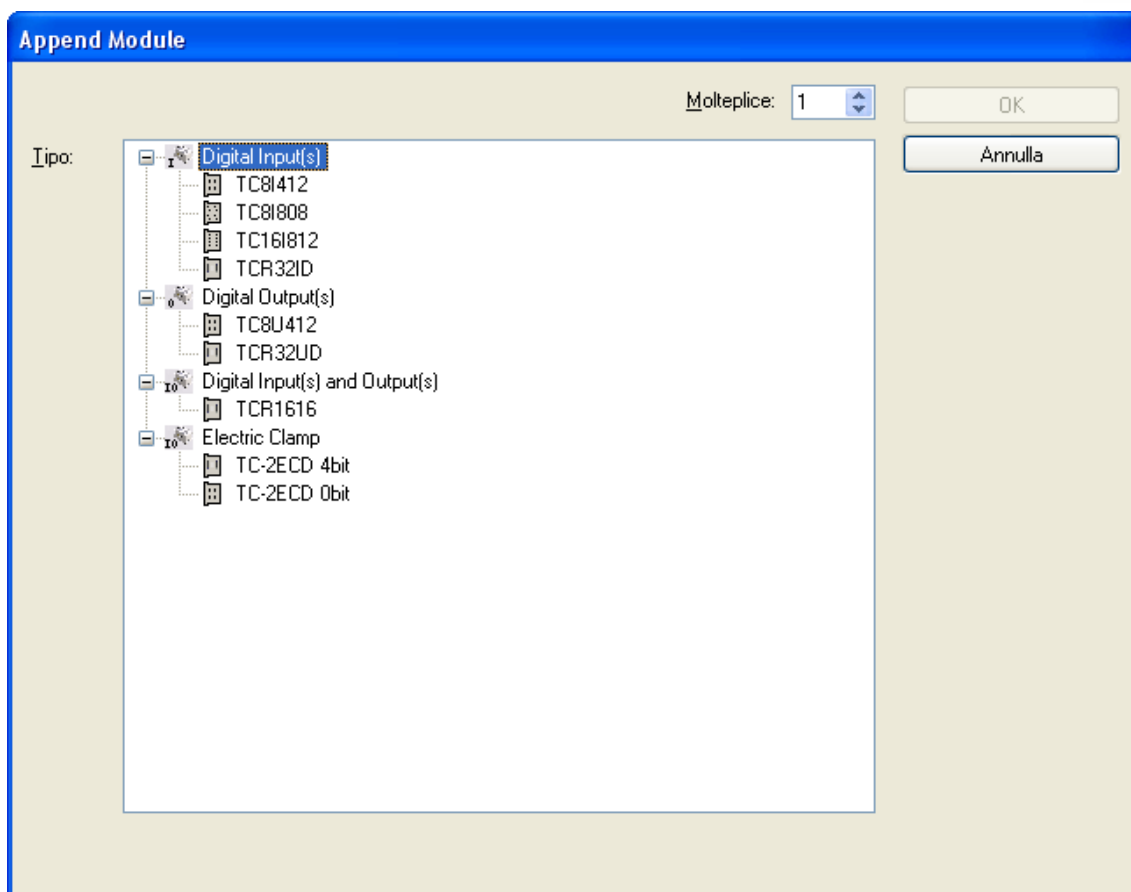 Append Module
Molteplice: 1
OK
Tipo:
Annulla
Digital Input(s)
TC8I412
TC8I808
TC16I812
TCR32ID
Digital Output(s)
TC8U412
TCR32UD
Digital Input(s) and Output(s)
TCR1616
Electric Clamp
TC-2ECD 4bit
TC-2ECD 0bit